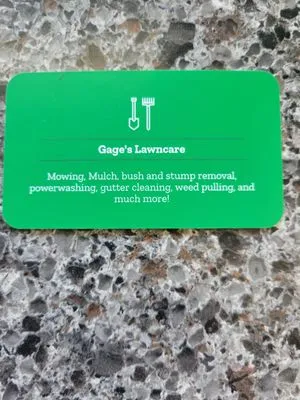 Gage's Lawncare
Mowing, Mulch, bush and stump removal,
powerwashing, gutter cleaning, weed pulling, and
much more!